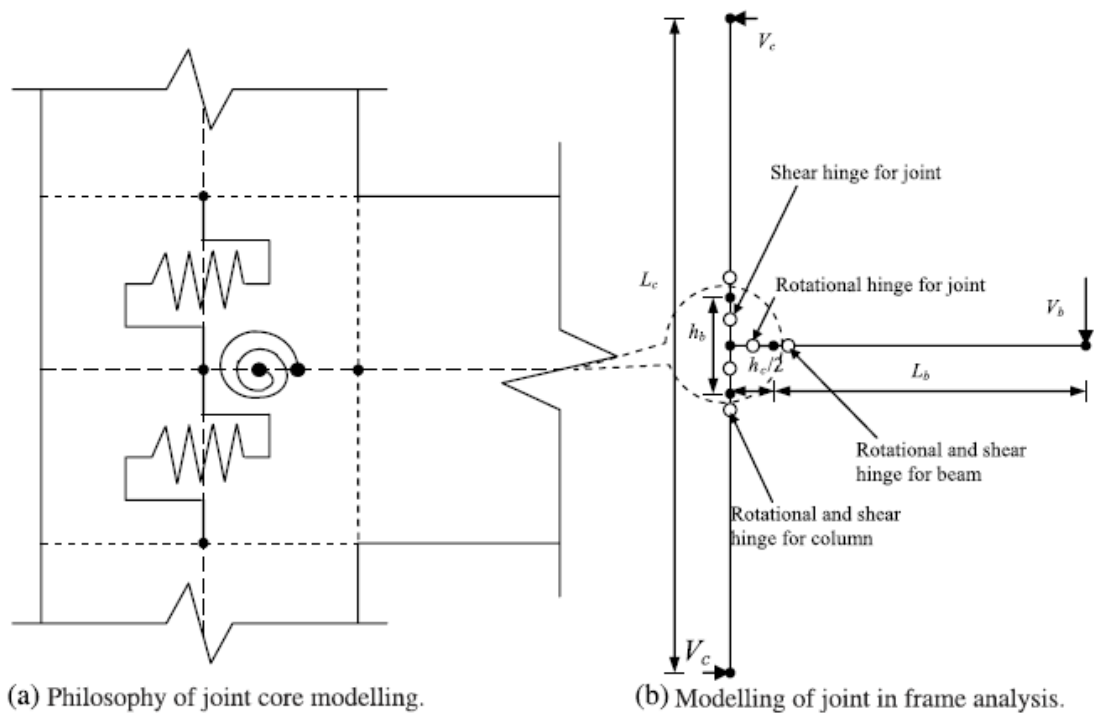 V_c
Shear hinge for joint
L_c
Rotational hinge for joint
V_b
h_b
h_c/2
L_b
Rotational and shear
hinge for beam
Rotational and shear
hinge for column
V_c
(a) Philosophy of joint core modelling.
(b) Modelling of joint in frame analysis.